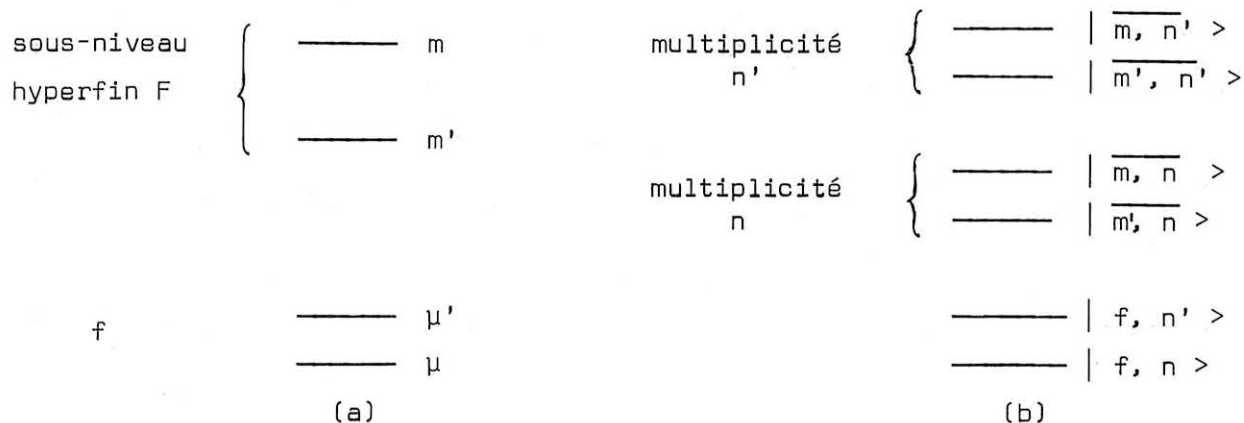 sous-niveau
hyperfin F
m
m'
f
μ'
μ
(a)
multiplicité
n'
| m, n' >
| m', n' >
multiplicité
n
| m, n >
| m', n >
| f, n' >
| f, n >
(b)